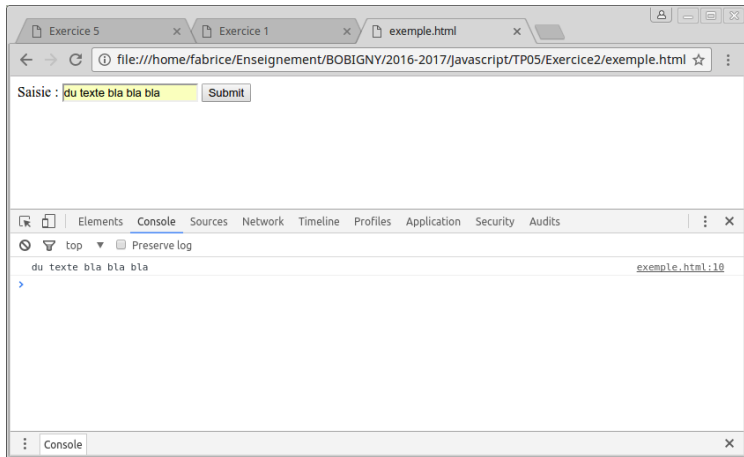 Exercice 5 × Exercice 1 × exemple.html ×
file:///home/fabrice/Enseignement/BOBIGNY/2016-2017/Javascript/TP05/Exercice2/exemple.html
Saisie : du texte bla bla bla Submit
Elements Console Sources Network Timeline Profiles Application Security Audits
top ▼ Preserve log
du texte bla bla bla exemple.html:10
>
Console